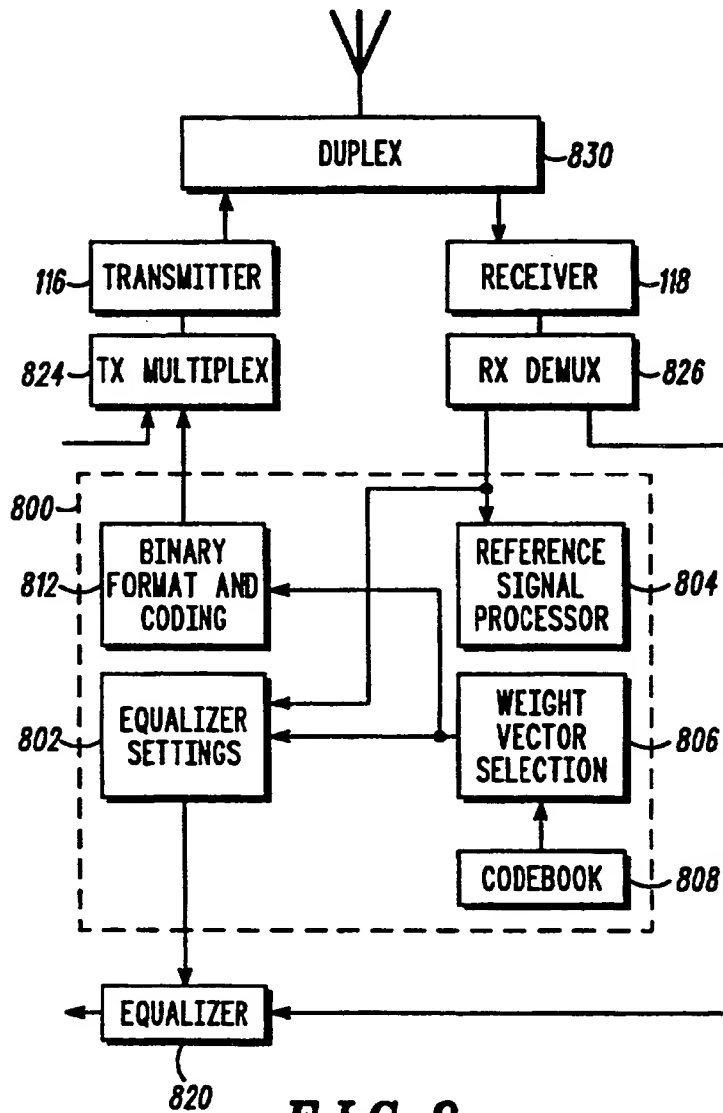 DUPLEX
830
116
TRANSMITTER
RECEIVER
118
824
TX MULTIPLEX
RX DEMUX
826
800
812
BINARY
FORMAT AND
CODING
REFERENCE
SIGNAL
PROCESSOR
804
802
EQUALIZER
SETTINGS
WEIGHT
VECTOR
SELECTION
806
CODEBOOK
808
EQUALIZER
820